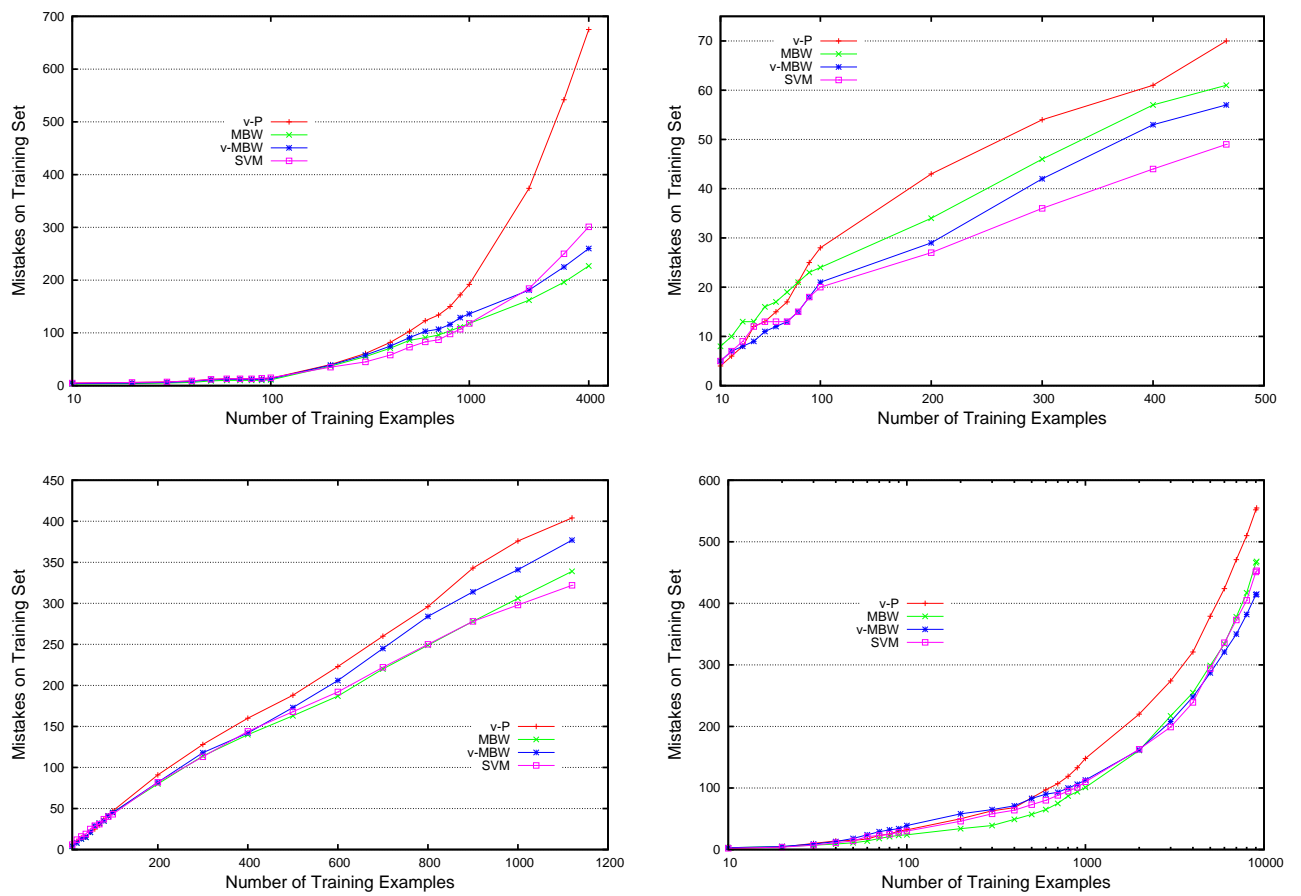 700
600
500
400
300
200
100
0
Mistakes on Training Set
v-P
MBW
v-MBW
SVM
10 100 1000 4000
Number of Training Examples
70
60
50
40
30
20
10
0
Mistakes on Training Set
v-P
MBW
v-MBW
SVM
10 100 200 300 400 500
Number of Training Examples
450
400
350
300
250
200
150
100
50
0
Mistakes on Training Set
v-P
MBW
v-MBW
SVM
200 400 600 800 1000 1200
Number of Training Examples
600
500
400
300
200
100
0
Mistakes on Training Set
v-P
MBW
v-MBW
SVM
10 100 1000 10000
Number of Training Examples